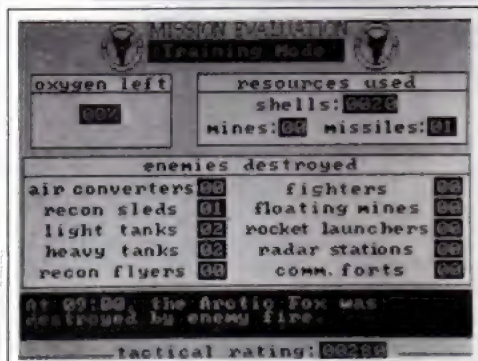 MISSION EVALUATION
Training Mode
oxygen left
00%
resources used
shells: 0020
mines: 00 missiles: 01
enemies destroyed
air converters 00
recon sleds 01
light tanks 02
heavy tanks 02
recon flyers 00
fighters 00
floating mines 00
rocket launchers 00
radar stations 00
comm. forts 00
At 09:00, the Arctic Fox was
destroyed by enemy fire.
tactical rating: 00280